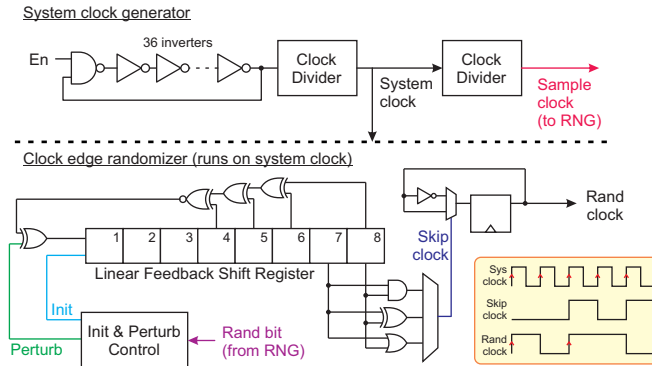 System clock generator
36 inverters
En
Clock
Divider
System
clock
Clock
Divider
Sample
clock
(to RNG)
Clock edge randomizer (runs on system clock)
1 2 3 4 5 6 7 8
Linear Feedback Shift Register
Init
Perturb
Init & Perturb
Control
Rand bit
(from RNG)
Skip
clock
Rand
clock
Sys
clock
Skip
clock
Rand
clock